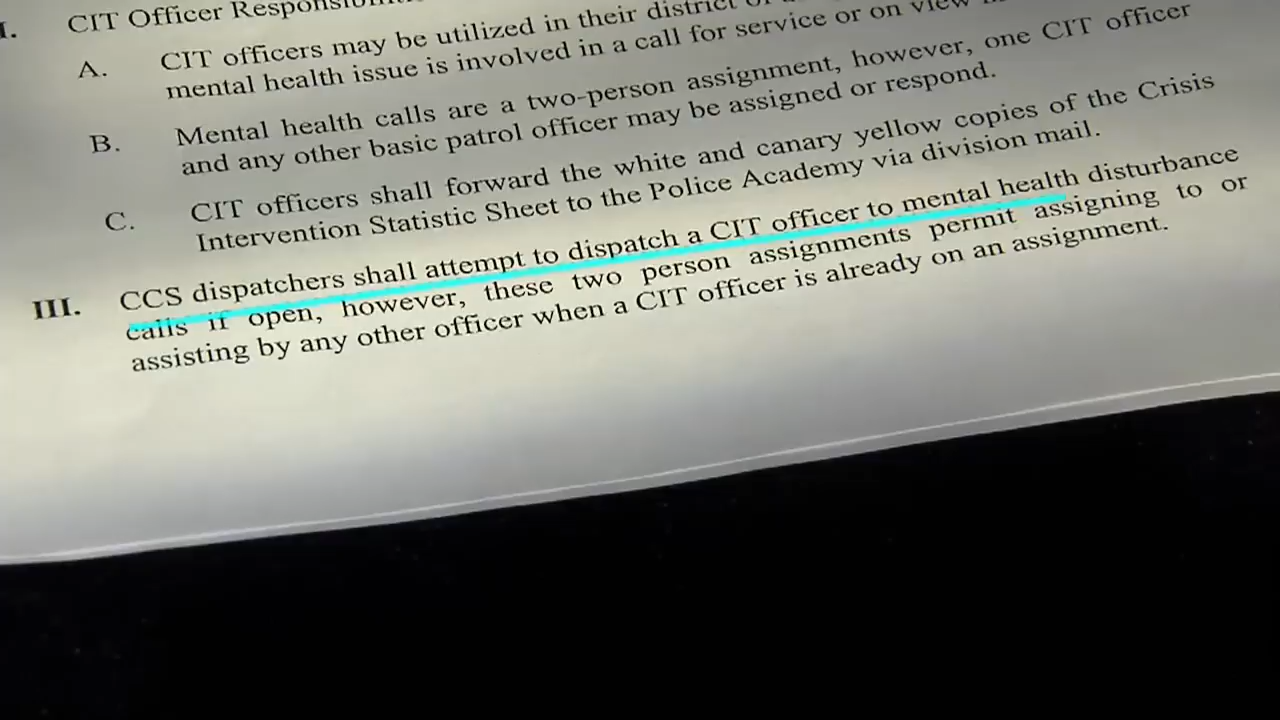 CIT Officer
A. CIT officers may be utilized in their district
mental health issue is involved in a call for service or on view
B. Mental health calls are a two-person assignment, however, one CIT officer
and any other basic patrol officer may be assigned or respond.
C. CIT officers shall forward the white and canary yellow copies of the Crisis
Intervention Statistic Sheet to the Police Academy via division mail.
III. CCS dispatchers shall attempt to dispatch a CIT officer to mental health disturbance
calls if open, however, these two person assignments permit assigning to or
assisting by any other officer when a CIT officer is already on an assignment.